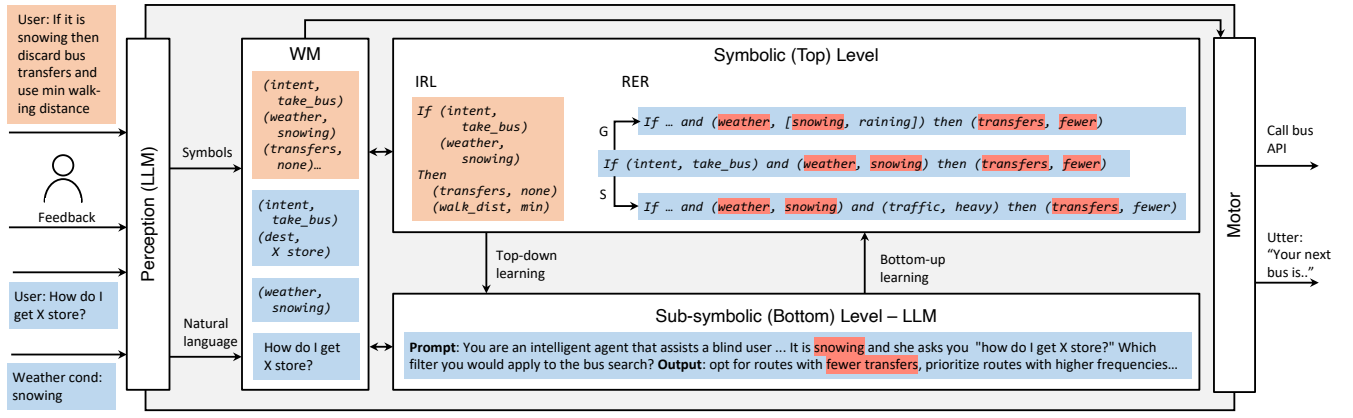 User: If it is
snowing then
discard bus
transfers and
use min walk-
ing distance
Feedback
User: How do I
get X store?
Weather cond:
snowing
Perception (LLM)
Symbols
Natural
language
WM
(intent,
take_bus)
(weather,
snowing)
(transfers,
none)…
(intent,
take_bus)
(dest,
X store)
(weather,
snowing)
How do I get
X store?
Symbolic (Top) Level
IRL
If (intent,
take_bus)
(weather,
snowing)
Then
(transfers, none)
(walk_dist, min)
RER
G
If … and (weather, [snowing, raining]) then (transfers, fewer)
If (intent, take_bus) and (weather, snowing) then (transfers, fewer)
S
If … and (weather, snowing) and (traffic, heavy) then (transfers, fewer)
Top-down
learning
Bottom-up
learning
Sub-symbolic (Bottom) Level – LLM
Prompt: You are an intelligent agent that assists a blind user ... It is snowing and she asks you "how do I get X store?" Which
filter you would apply to the bus search? Output: opt for routes with fewer transfers, prioritize routes with higher frequencies…
Motor
Call bus
API
Utter:
“Your next
bus is..”